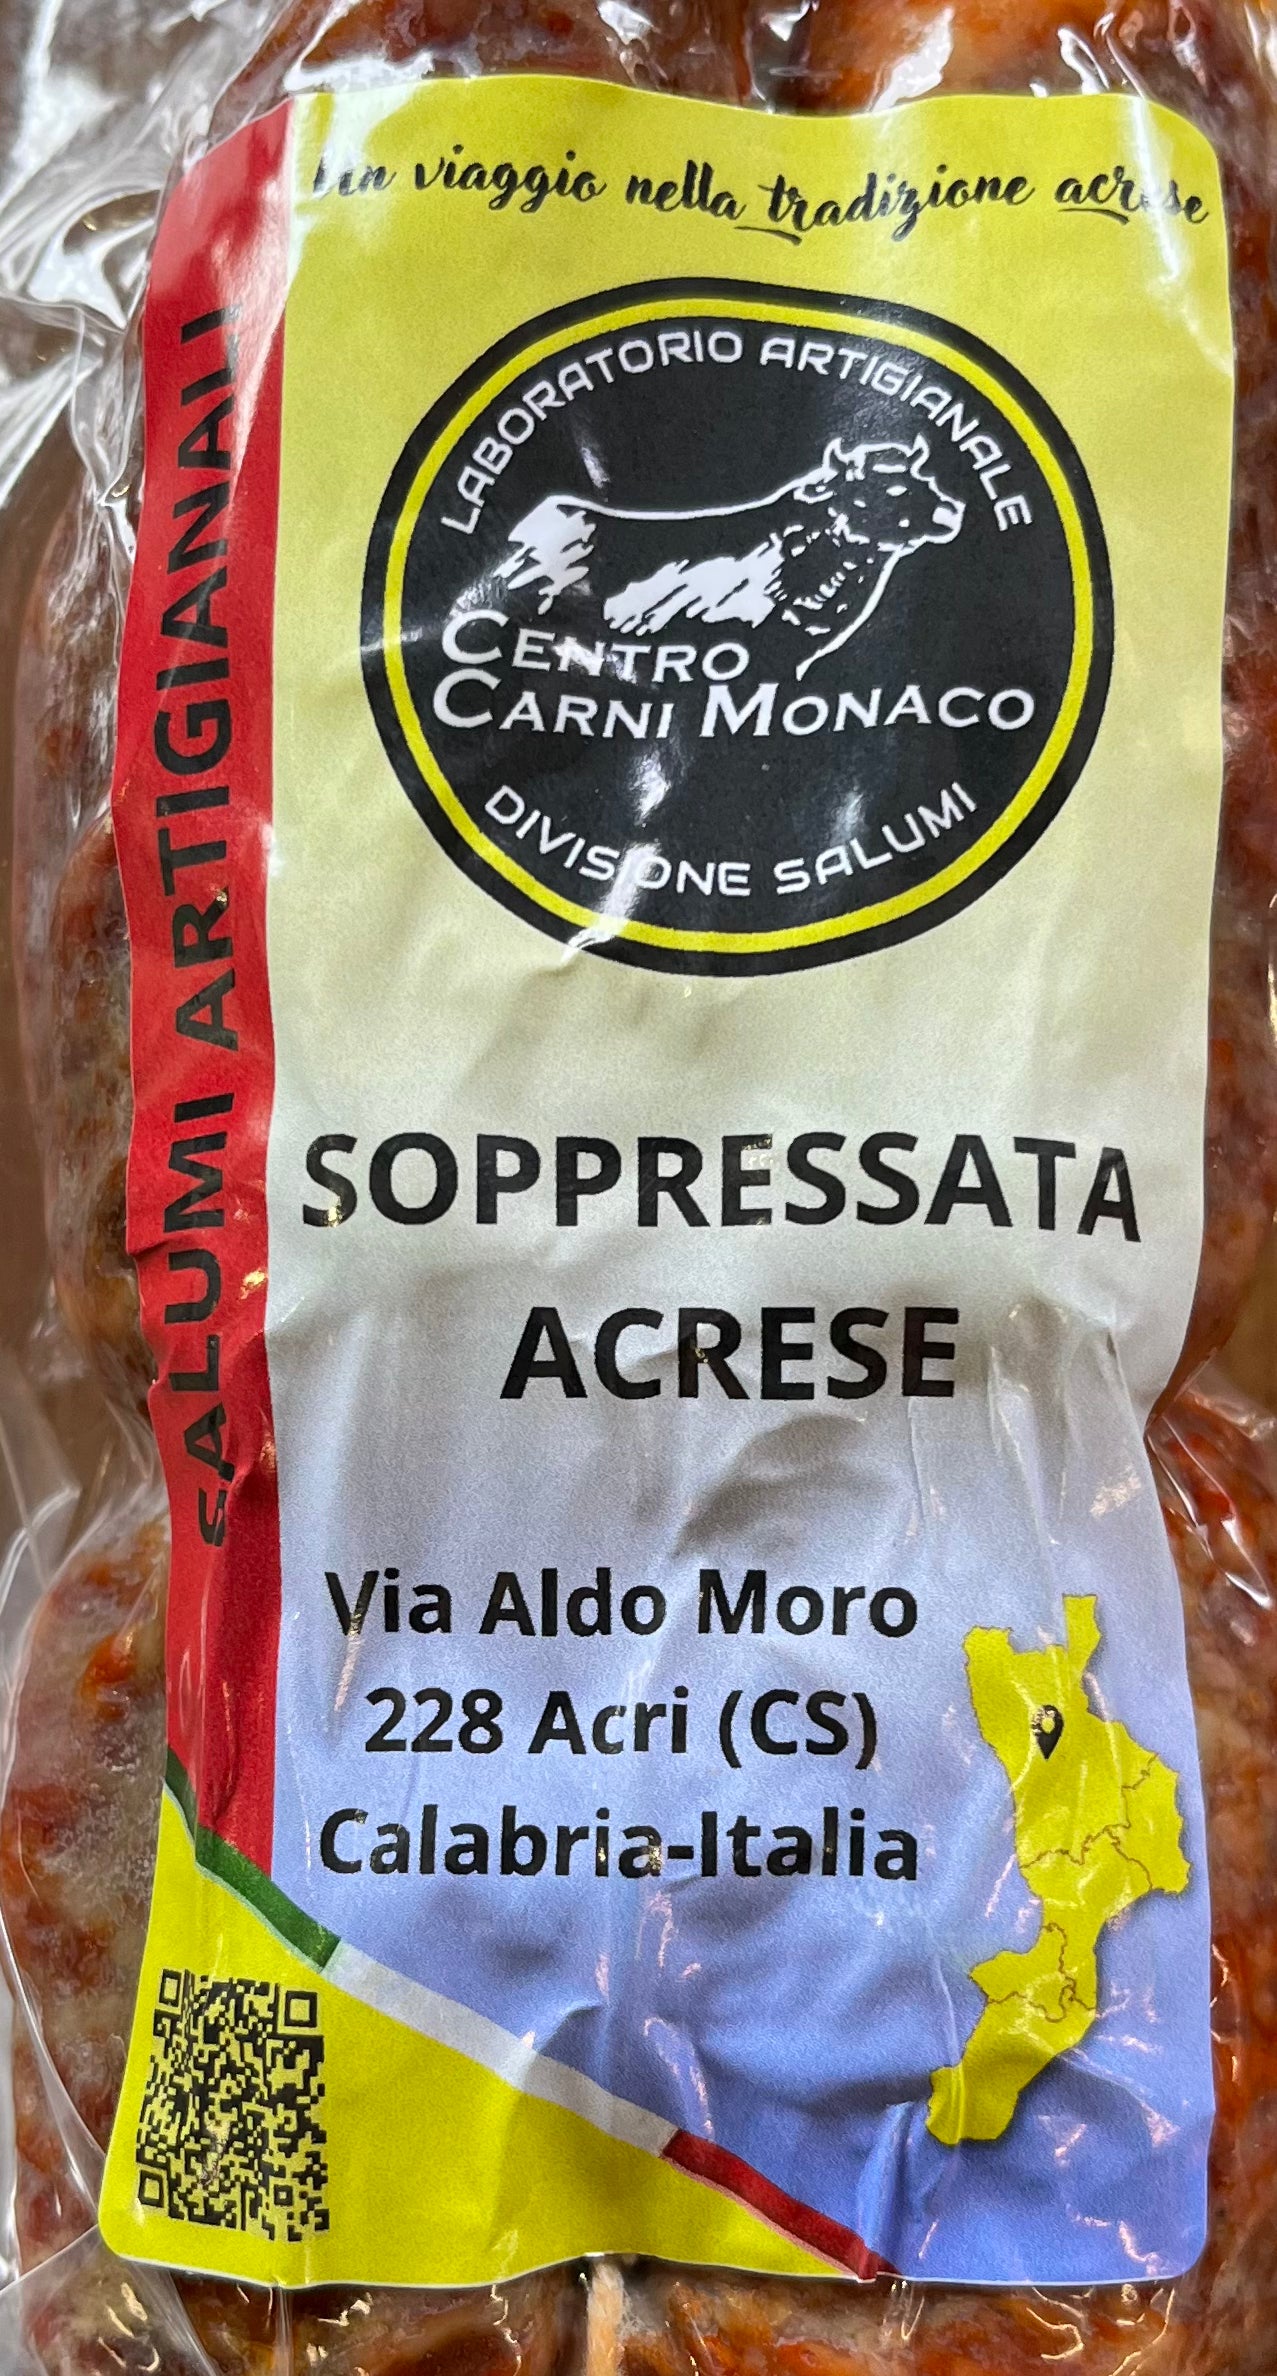 Un viaggio nella tradizione acrese
SALUMI ARTIGIANALI
LABORATORIO ARTIGIANALE
CENTRO
CARNI MONACO
DIVISIONE SALUMI
SOPPRESSATA
ACRESE
Via Aldo Moro
228 Acri (CS)
Calabria-Italia